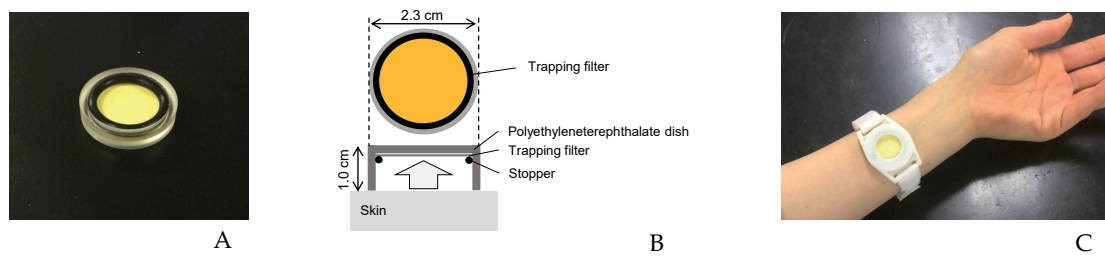 2.3 cm
Trapping filter
Polyethyleneterephthalate dish
Trapping filter
Stopper
1.0 cm
Skin
A
B
C